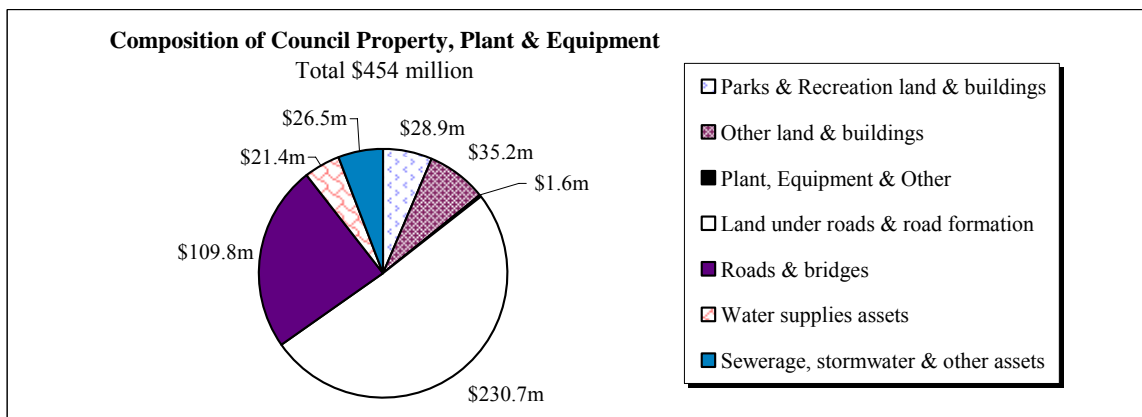 Composition of Council Property, Plant & Equipment
Total $454 million
$26.5m
$28.9m
$35.2m
$21.4m
$1.6m
$109.8m
$230.7m
Parks & Recreation land & buildings
Other land & buildings
Plant, Equipment & Other
Land under roads & road formation
Roads & bridges
Water supplies assets
Sewerage, stormwater & other assets